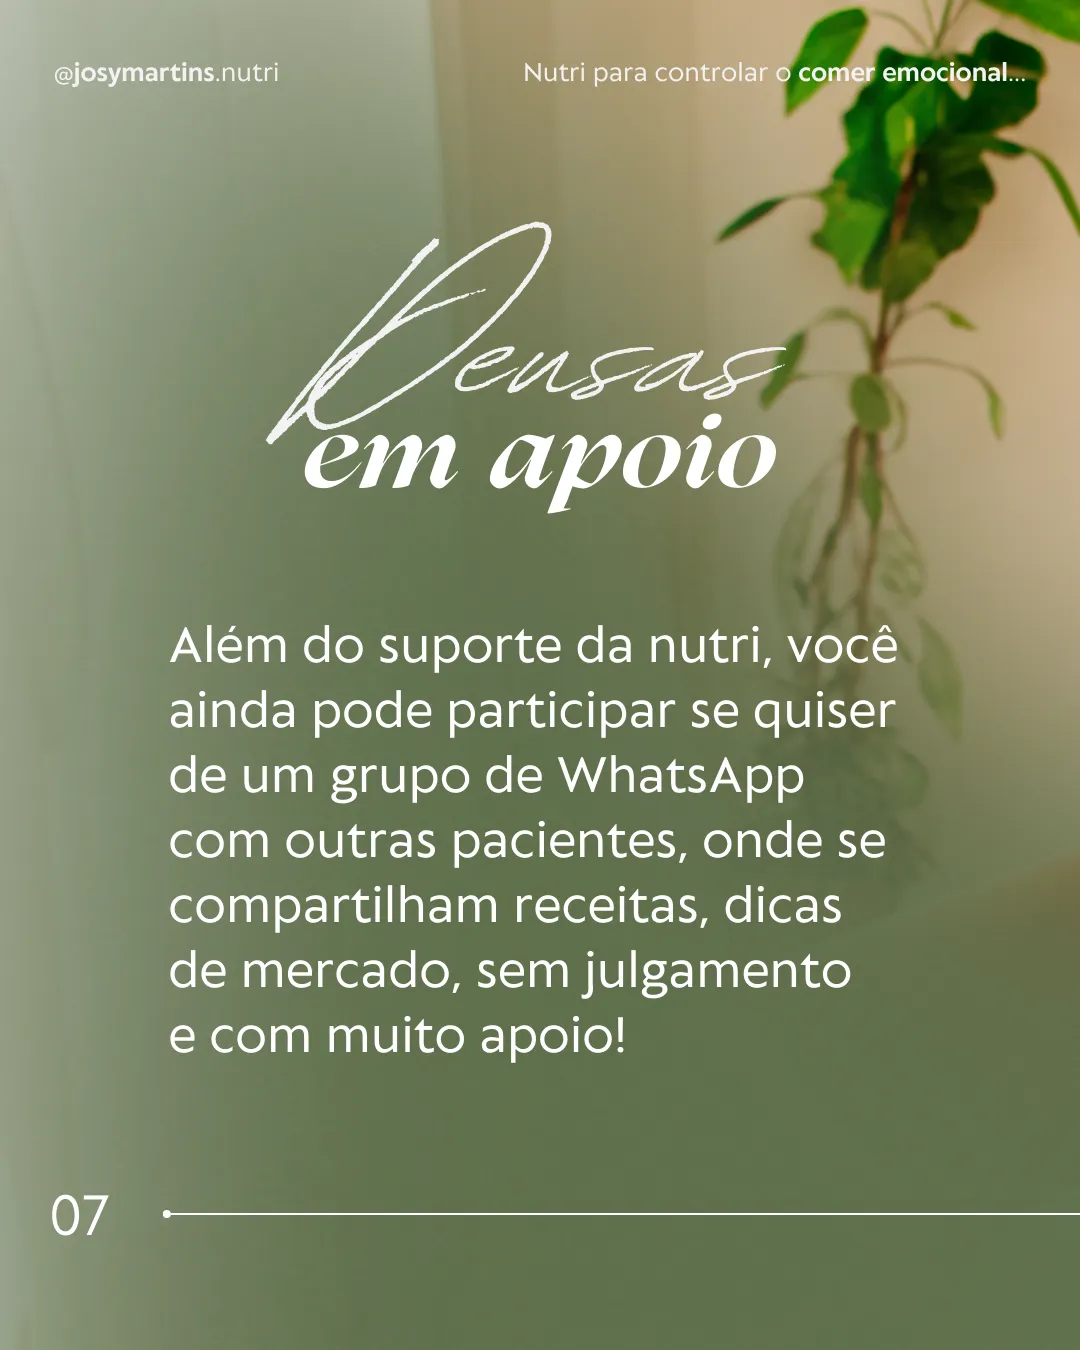 @josymartins.nutri
Nutri para controlar o comer emocional...
Deusas
em apoio
Além do suporte da nutri, você
ainda pode participar se quiser
de um grupo de WhatsApp
com outras pacientes, onde se
compartilham receitas, dicas
de mercado, sem julgamento
e com muito apoio!
07